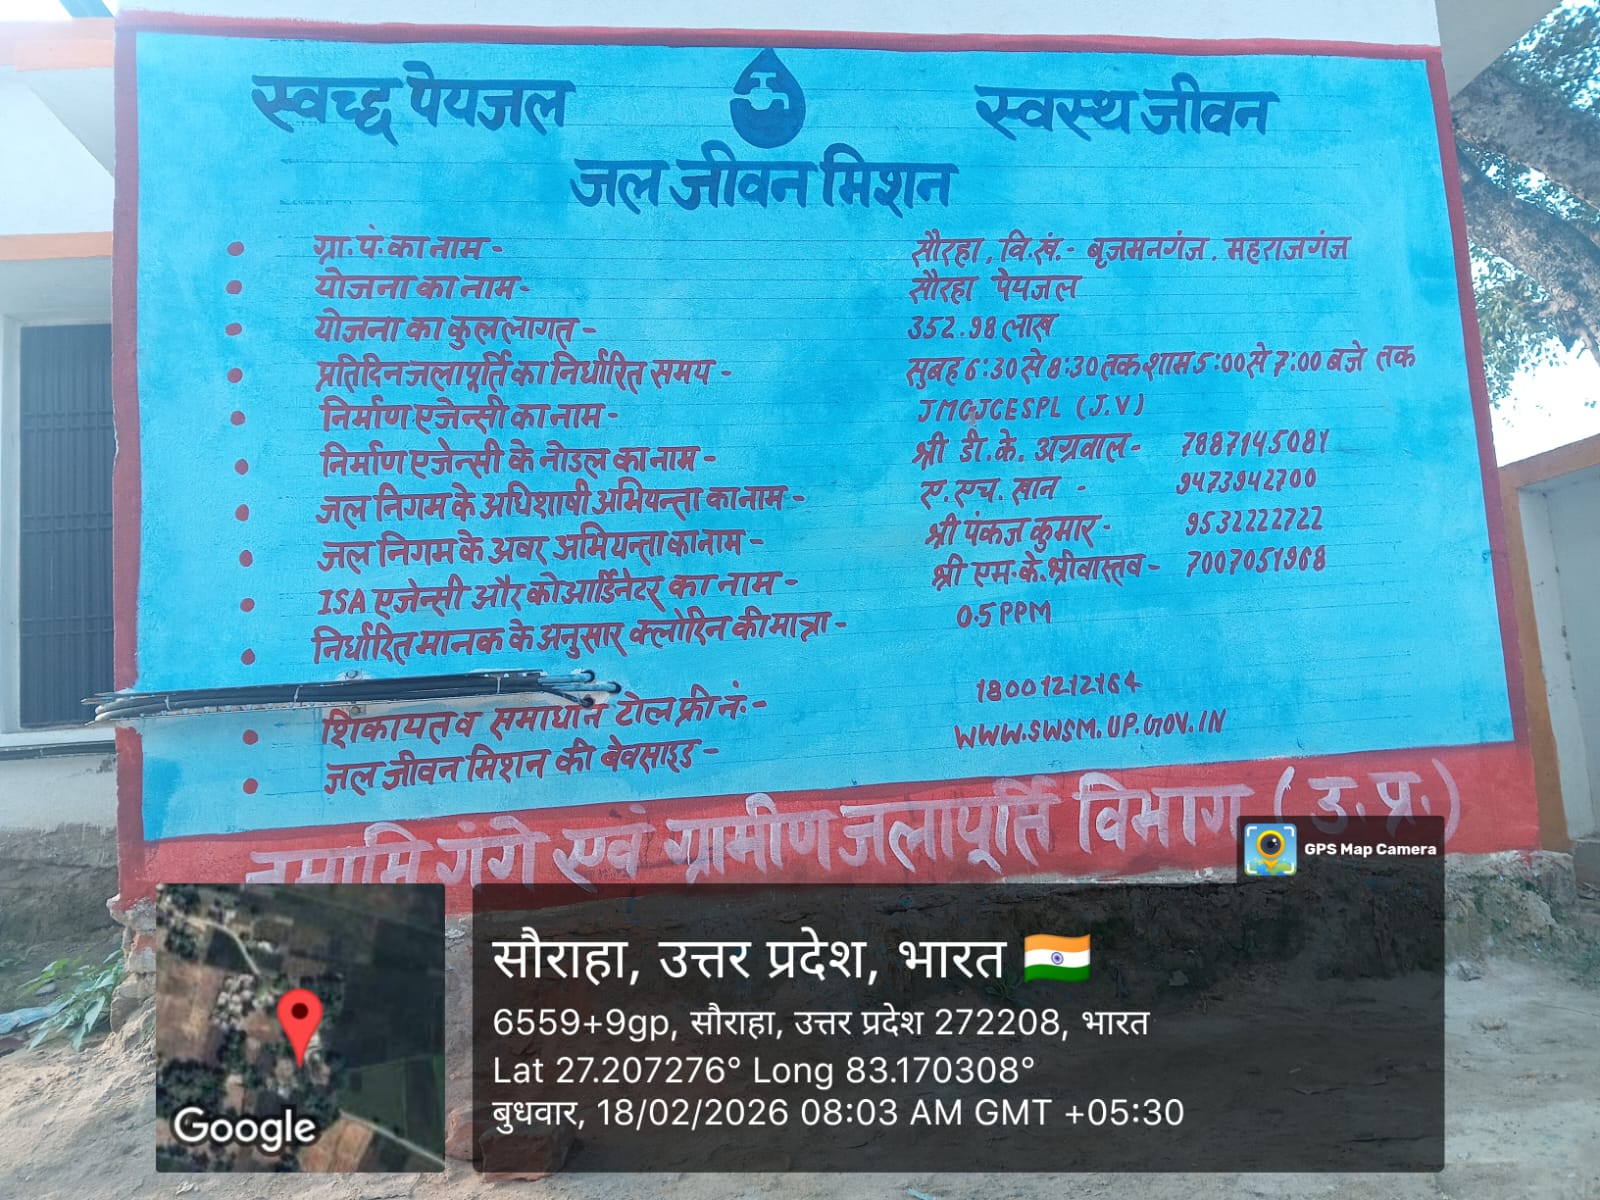 स्वच्छ पेयजल स्वस्थ जीवन
जल जीवन मिशन
ग्रा.पं. का नाम - सौरहा, वि.खं.- बृजमनगंज. महराजगंज
योजना का नाम- सौरहा पेयजल
योजना का कुल लागत - 352.98 लाख
प्रतिदिन जलापूर्ति का निर्धारित समय - सुबह 6:30 से 8:30 तक शाम 5:00 से 7:00 बजे तक
निर्माण एजेन्सी का नाम - JMCJCESPL (J.V)
निर्माण एजेन्सी के नोडल का नाम - श्री डी.के. अग्रवाल- 7887145081
जल निगम के अधिशाषी अभियन्ता का नाम - ए.एच. खान - 9473942700
जल निगम के अवर अभियन्ता का नाम - श्री पंकज कुमार- 9532222722
ISA एजेन्सी और कोआर्डिनेटर का नाम - श्री एम.के.श्रीवास्तव - 7007051968
निर्धारित मानक के अनुसार क्लोरिन की मात्रा - 0.5 PPM
शिकायत व समाधान टोल फ्री नं:- 18001212164
जल जीवन मिशन की बेवसाइड - WWW.SWSM.UP.GOV.IN
नमामि गंगे एवं ग्रामीण जलापूर्ति विभाग (उ.प्र.)
GPS Map Camera
सौराहा, उत्तर प्रदेश, भारत
6559+9gp, सौराहा, उत्तर प्रदेश 272208, भारत
Lat 27.207276° Long 83.170308°
बुधवार, 18/02/2026 08:03 AM GMT +05:30
Google